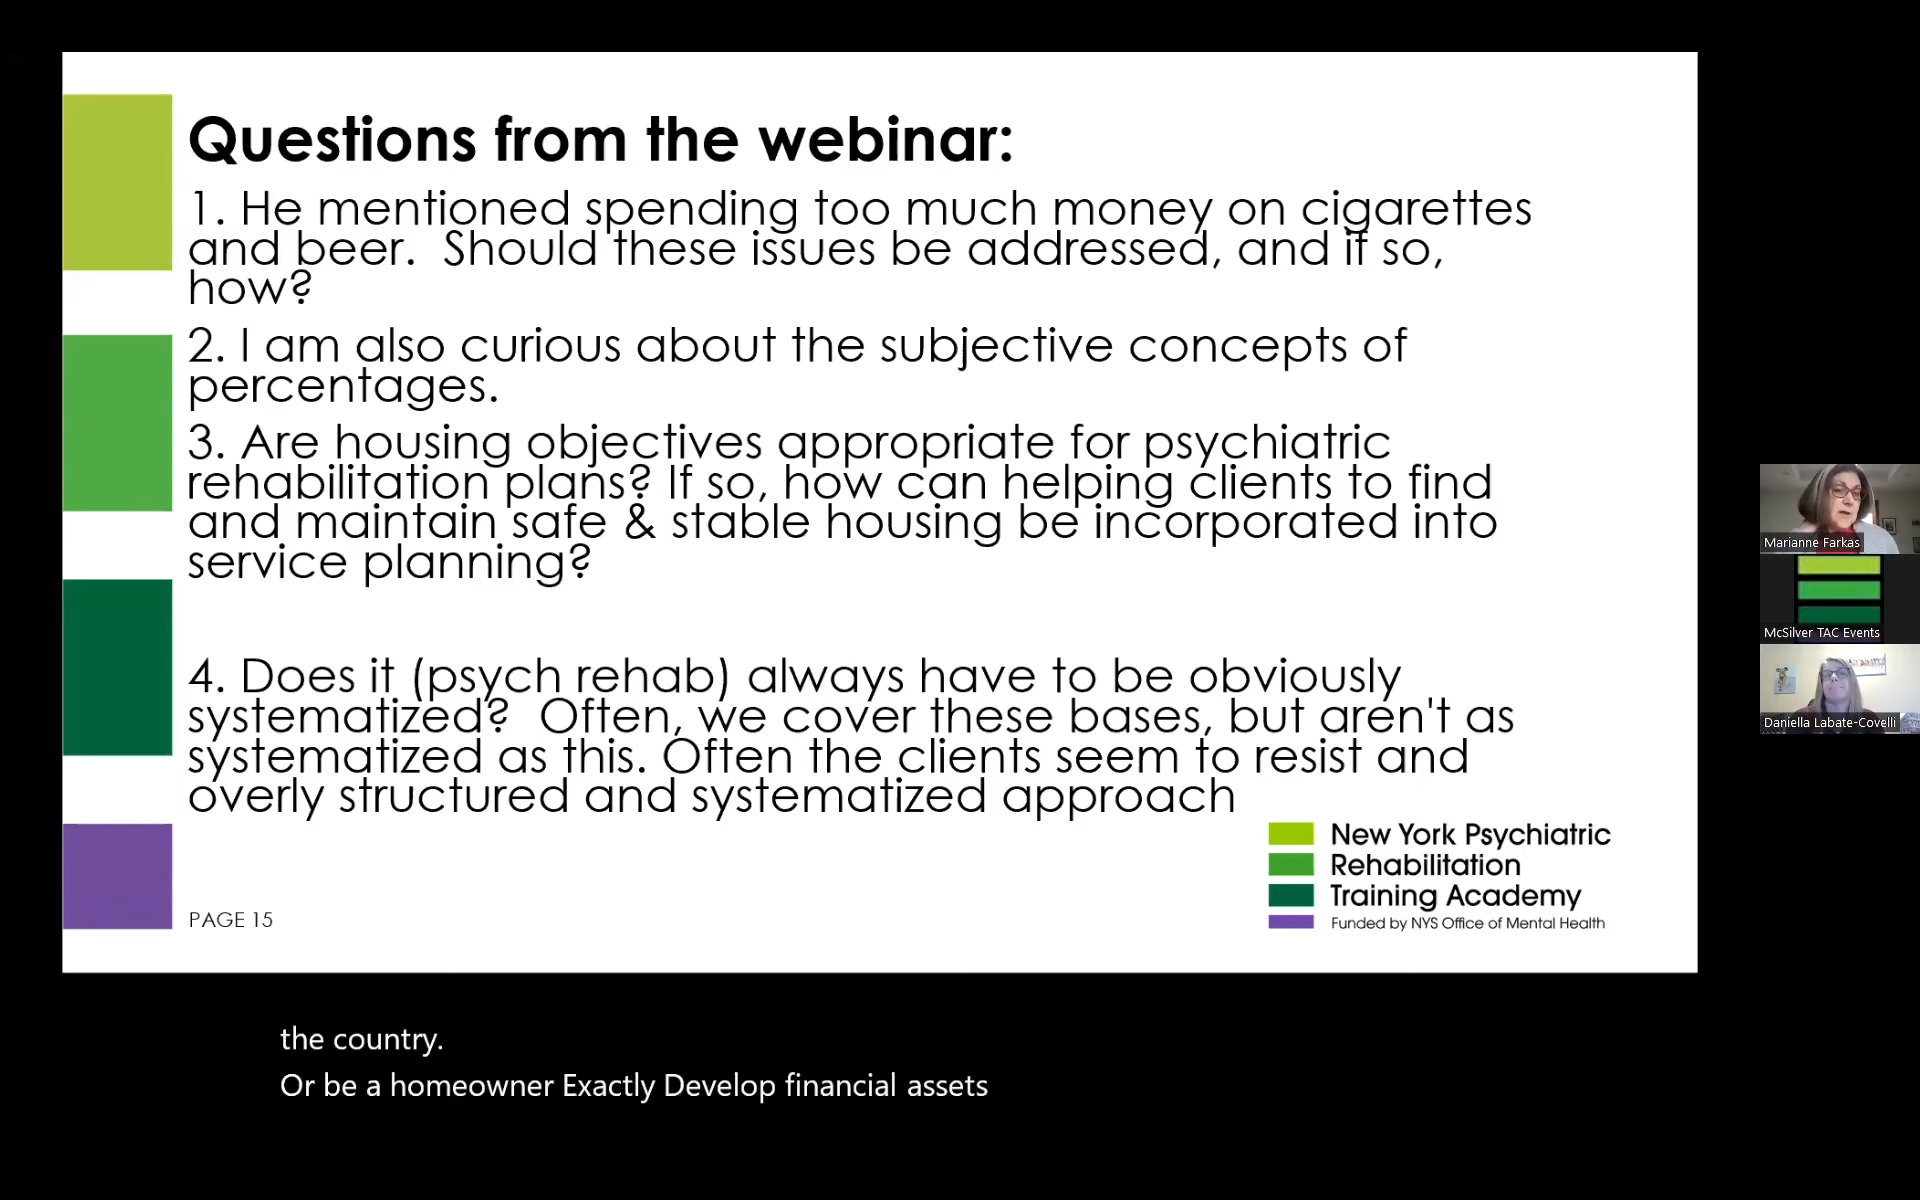 Questions from the webinar:
1. He mentioned spending too much money on cigarettes
and beer.  Should these issues be addressed, and if so,
how?
2. I am also curious about the subjective concepts of
percentages.
3. Are housing objectives appropriate for psychiatric
rehabilitation plans? If so, how can helping clients to find
and maintain safe & stable housing be incorporated into
service planning?
4. Does it (psych rehab) always have to be obviously
systematized?  Often, we cover these bases, but aren't as
systematized as this. Often the clients seem to resist and
overly structured and systematized approach
New York Psychiatric
Rehabilitation
Training Academy
Funded by NYS Office of Mental Health
PAGE 15
Marianne Farkas
McSilver TAC Events
Daniella Labate-Covelli
the country.
Or be a homeowner Exactly Develop financial assets